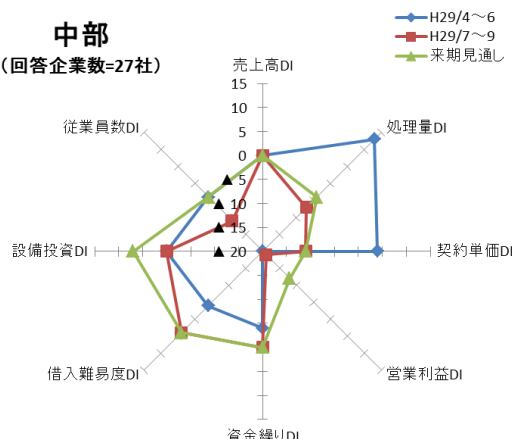 中部
（回答企業数=27社）
H29/4～6
H29/7～9
来期見通し
売上高DI
処理量DI
契約単価DI
営業利益DI
資金繰りDI
借入難易度DI
設備投資DI
従業員数DI
15
10
5
0
▲ 5
▲ 10
▲ 15
▲ 20